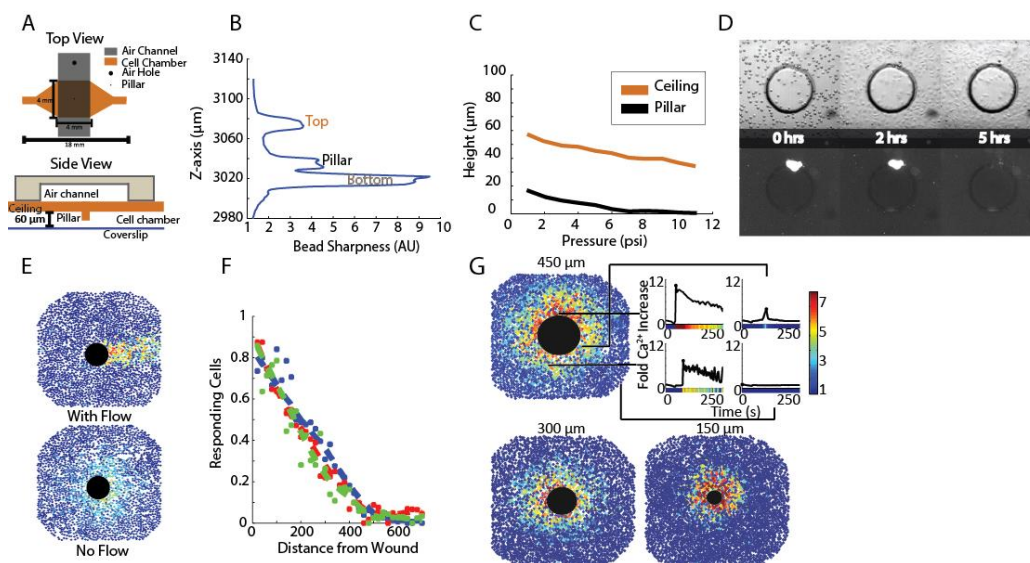 A
Top View
Air Channel
Cell Chamber
Air Hole
Pillar
4 mm
4 mm
18 mm
Side View
Air channel
Ceiling
60 µm
Pillar
Cell chamber
Coverslip
B
Z-axis (µm)
3140
3100
3060
3020
2980
Top
Pillar
Bottom
1 2 3 4 5 6 7 8 9 10
Bead Sharpness (AU)
C
Height (µm)
100
80
60
40
20
0
Ceiling
Pillar
0 2 4 6 8 10 12
Pressure (psi)
D
0 hrs 2 hrs 5 hrs
E
With Flow
No Flow
F
Responding Cells
1
0.8
0.6
0.4
0.2
0
0 200 400 600
Distance from Wound
G
450 µm
Fold Ca²⁺ Increase
12 12
0 0
0 250 0 250
12 12
0 0
0 250 0 250
Time (s)
7
5
3
1
300 µm 150 µm